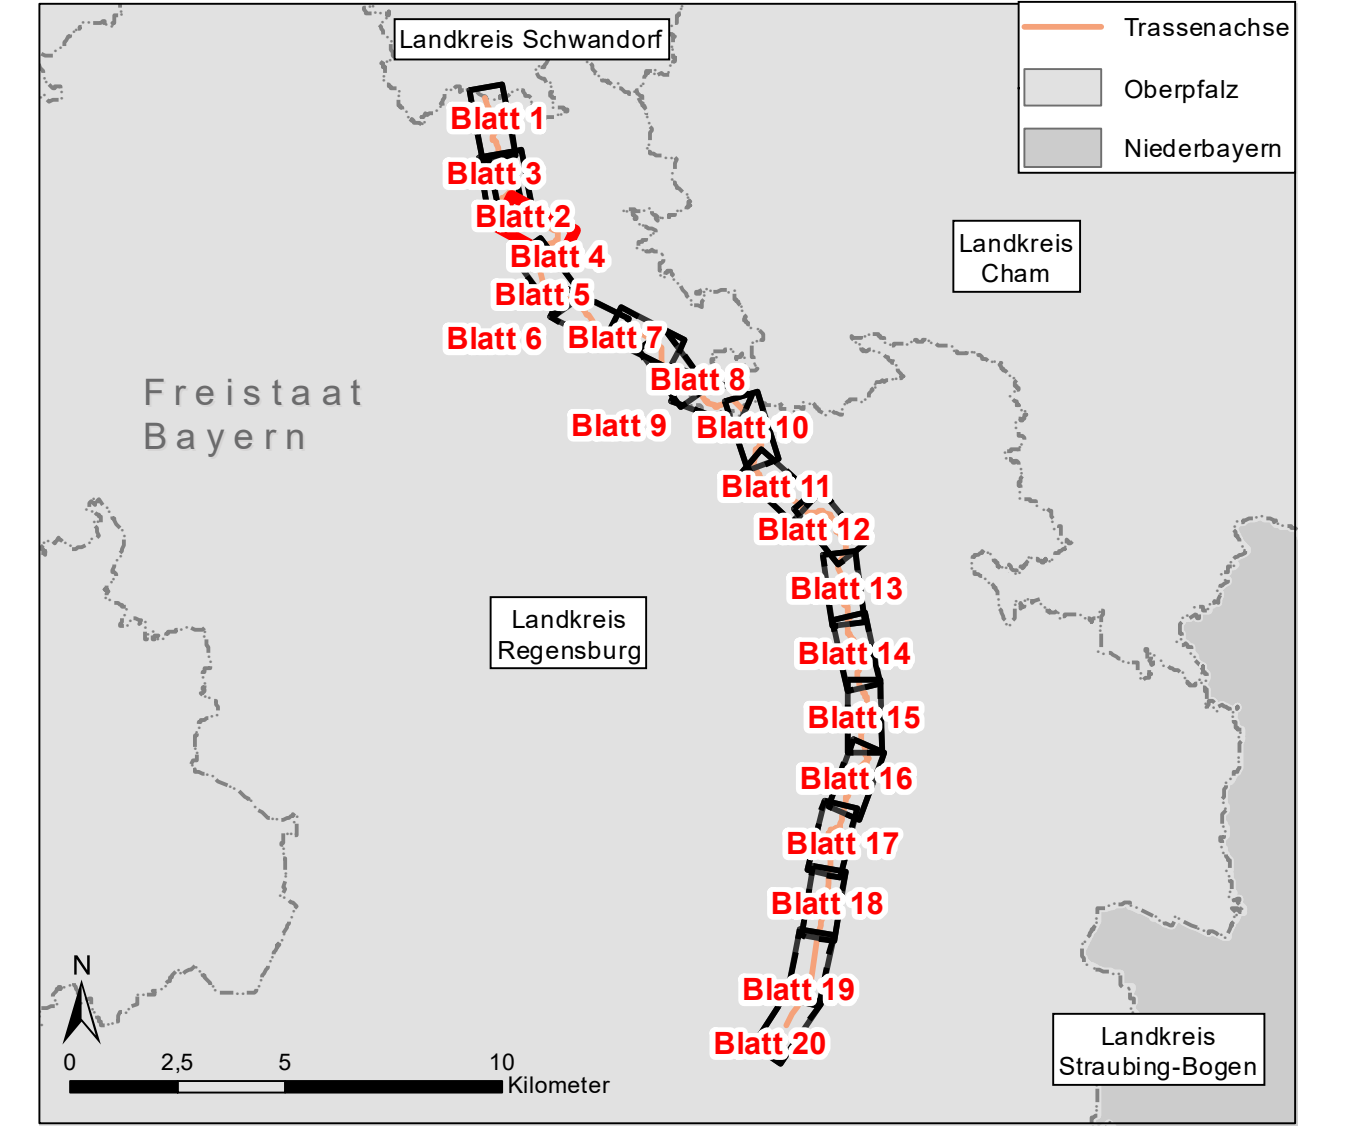 Landkreis Schwandorf
Trassenachse
Oberpfalz
Niederbayern
Blatt 1
Blatt 3
Blatt 2
Blatt 4
Blatt 5
Blatt 6
Blatt 7
Blatt 8
Blatt 9
Blatt 10
Blatt 11
Blatt 12
Blatt 13
Blatt 14
Blatt 15
Blatt 16
Blatt 17
Blatt 18
Blatt 19
Blatt 20
Landkreis
Cham
Freistaat
Bayern
Landkreis
Regensburg
Landkreis
Straubing-Bogen
N
0 2,5 5 10
Kilometer